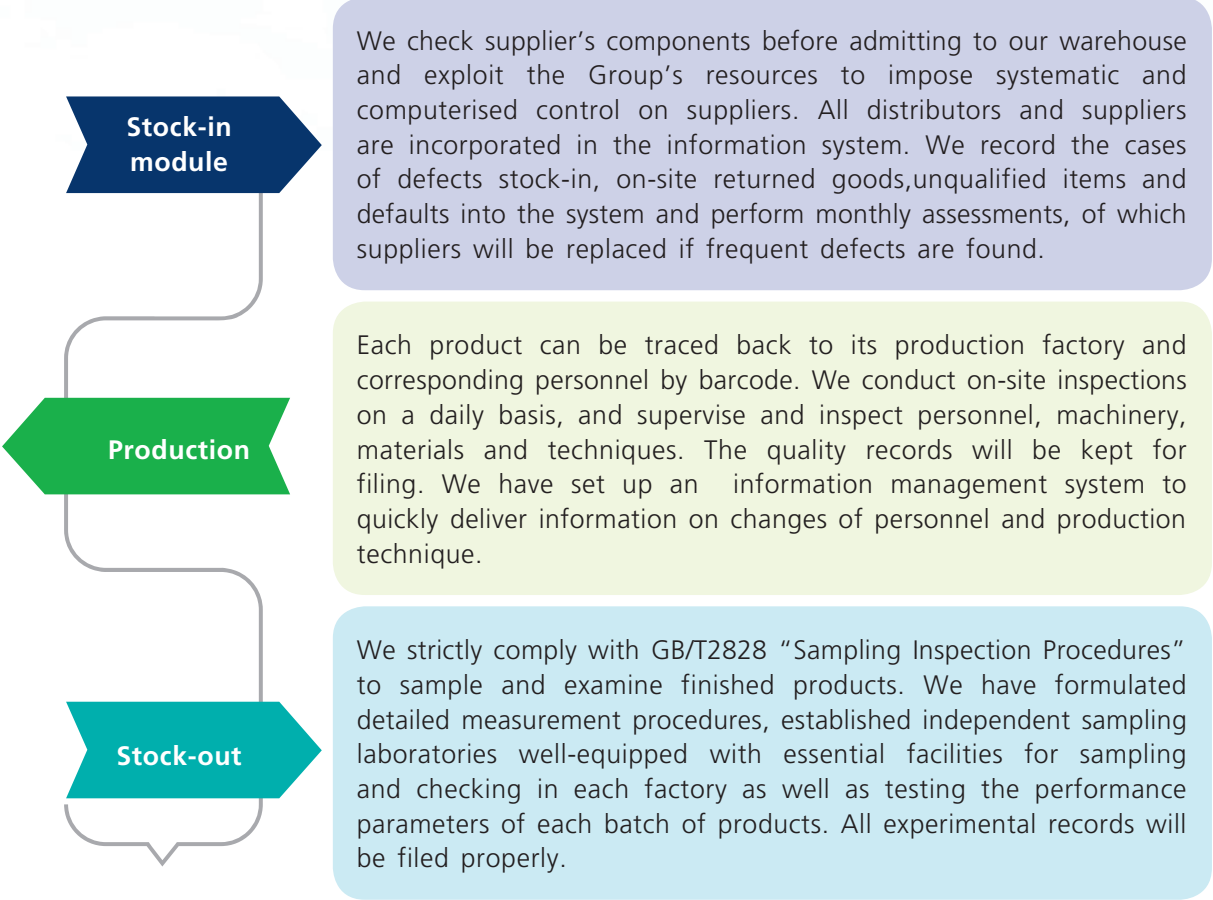 Stock-in
module
We check supplier’s components before admitting to our warehouse
and exploit the Group’s resources to impose systematic and
computerised control on suppliers. All distributors and suppliers
are incorporated in the information system. We record the cases
of defects stock-in, on-site returned goods,unqualified items and
defaults into the system and perform monthly assessments, of which
suppliers will be replaced if frequent defects are found.
Production
Each product can be traced back to its production factory and
corresponding personnel by barcode. We conduct on-site inspections
on a daily basis, and supervise and inspect personnel, machinery,
materials and techniques. The quality records will be kept for
filing. We have set up an information management system to
quickly deliver information on changes of personnel and production
technique.
Stock-out
We strictly comply with GB/T2828 “Sampling Inspection Procedures”
to sample and examine finished products. We have formulated
detailed measurement procedures, established independent sampling
laboratories well-equipped with essential facilities for sampling
and checking in each factory as well as testing the performance
parameters of each batch of products. All experimental records will
be filed properly.